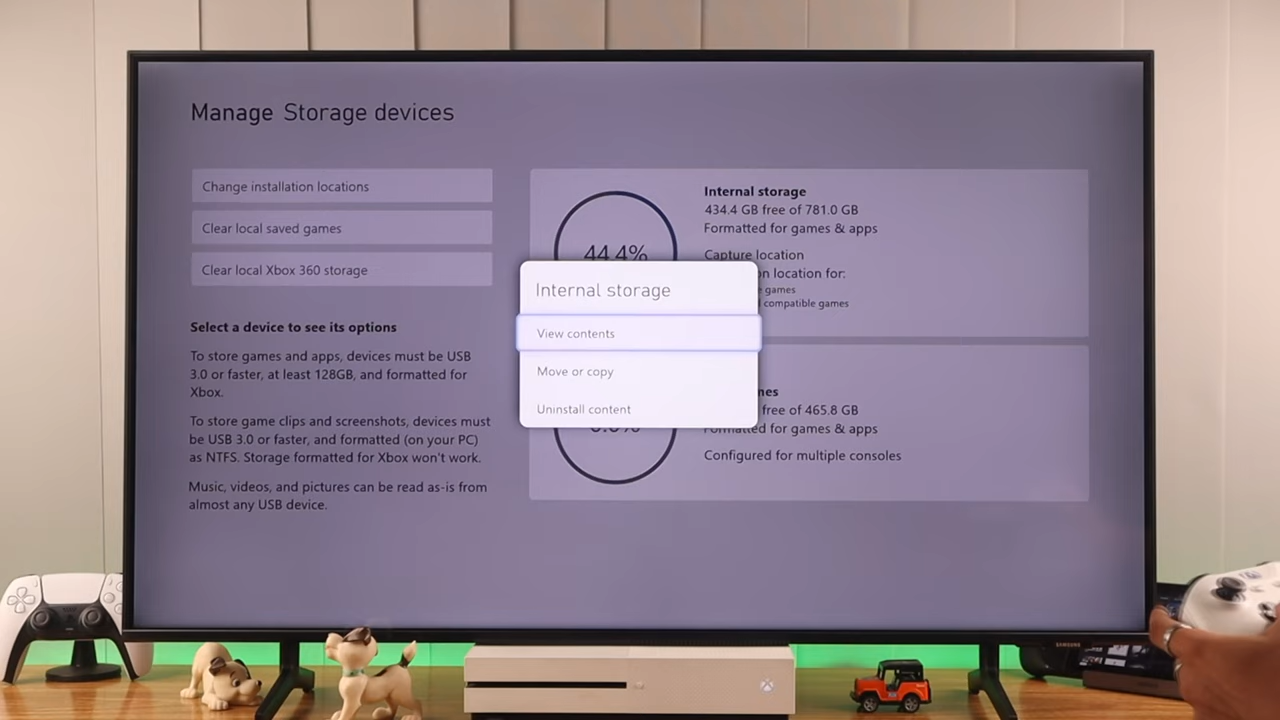 Manage Storage devices
Change installation locations
Clear local saved games
Clear local Xbox 360 storage
Select a device to see its options
To store games and apps, devices must be USB
3.0 or faster, at least 128GB, and formatted for
Xbox.
To store game clips and screenshots, devices must
be USB 3.0 or faster, and formatted (on your PC)
as NTFS. Storage formatted for Xbox won't work.
Music, videos, and pictures can be read as-is from
almost any USB device.
44.4%
Internal storage
434.4 GB free of 781.0 GB
Formatted for games & apps
Capture location
location for:
games
compatible games
Internal storage
View contents
Move or copy
Uninstall content
free of 465.8 GB
Formatted for games & apps
Configured for multiple consoles
SAMSUNG